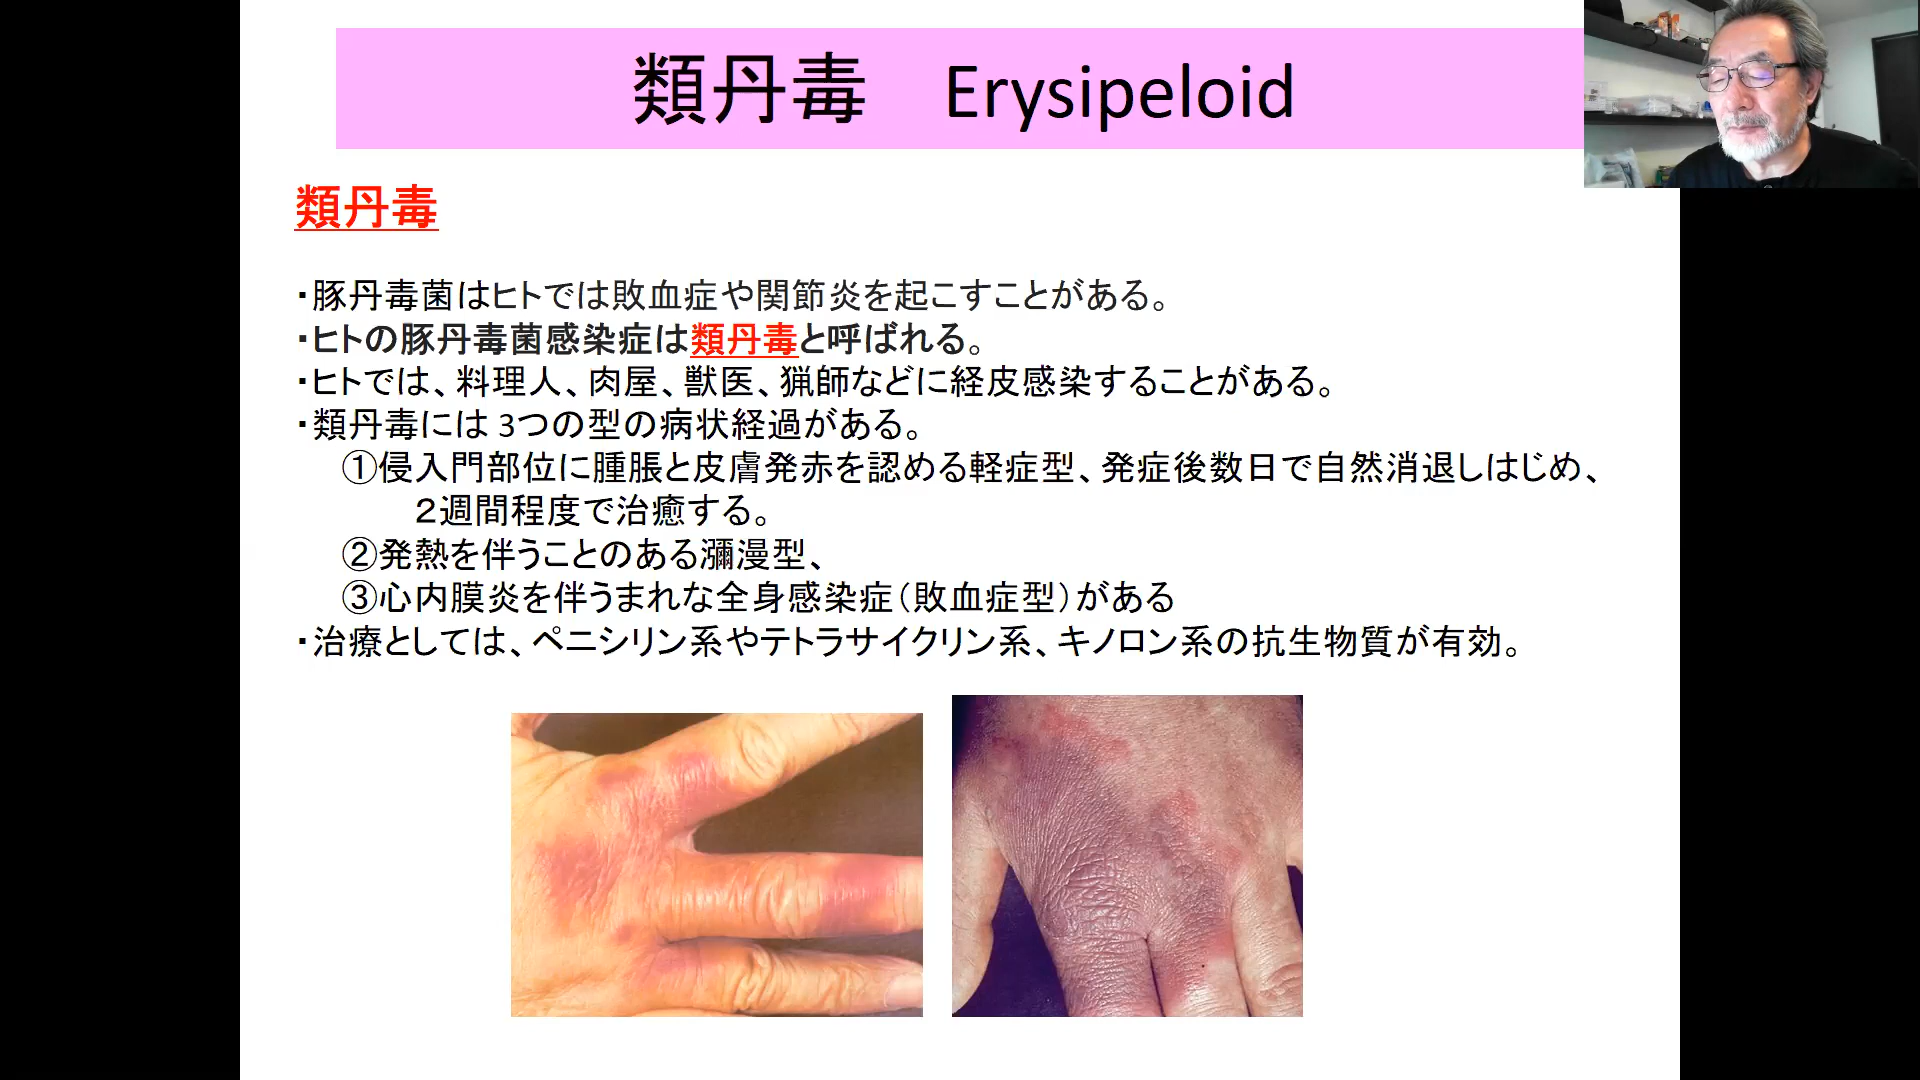 類丹毒　Erysipeloid
類丹毒
・豚丹毒菌はヒトでは敗血症や関節炎を起こすことがある。
・ヒトの豚丹毒菌感染症は類丹毒と呼ばれる。
・ヒトでは、料理人、肉屋、獣医、猟師などに経皮感染することがある。
・類丹毒には 3つの型の病状経過がある。
①侵入門部位に腫脹と皮膚発赤を認める軽症型、発症後数日で自然消退しはじめ、
２週間程度で治癒する。
②発熱を伴うことのある瀰漫型、
③心内膜炎を伴うまれな全身感染症（敗血症型）がある
・治療としては、ペニシリン系やテトラサイクリン系、キノロン系の抗生物質が有効。